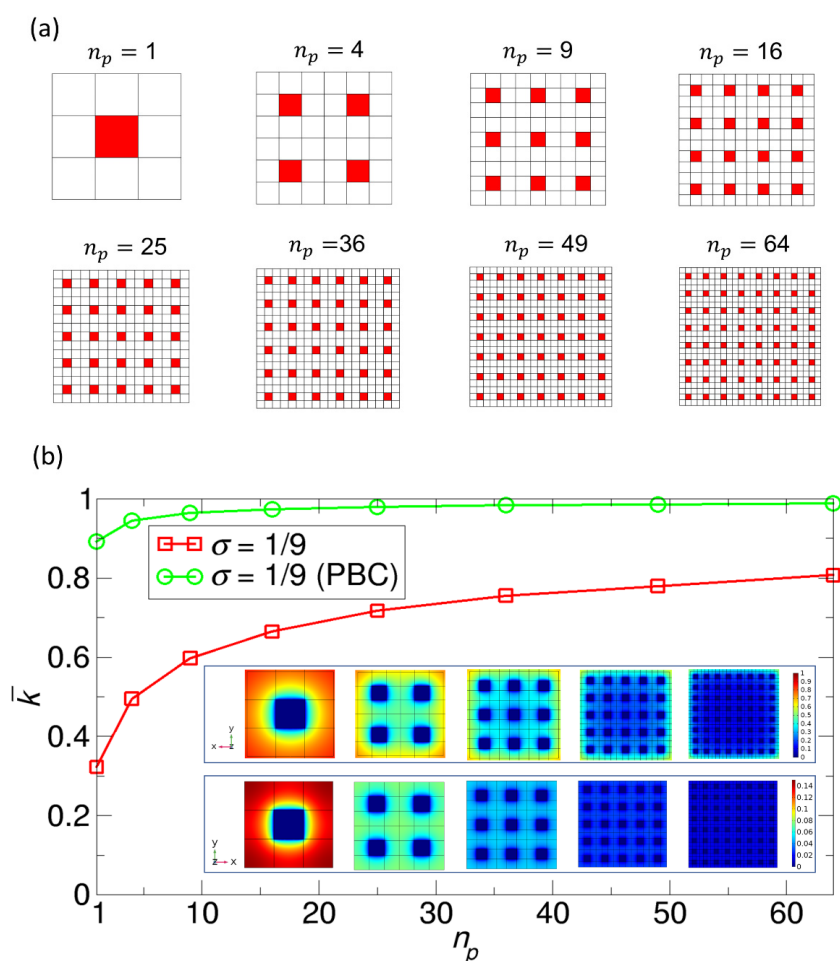 (a)
n_p = 1
n_p = 4
n_p = 9
n_p = 16
n_p = 25
n_p =36
n_p = 49
n_p = 64
(b)
1
0.8
0.6
0.4
0.2
0
k̄
σ = 1/9
σ = 1/9 (PBC)
y
x z
1
0.9
0.8
0.7
0.6
0.5
0.4
0.3
0.2
0.1
0
y
z x
0.14
0.12
0.1
0.08
0.06
0.04
0.02
0
1 10 20 30 40 50 60
n_p